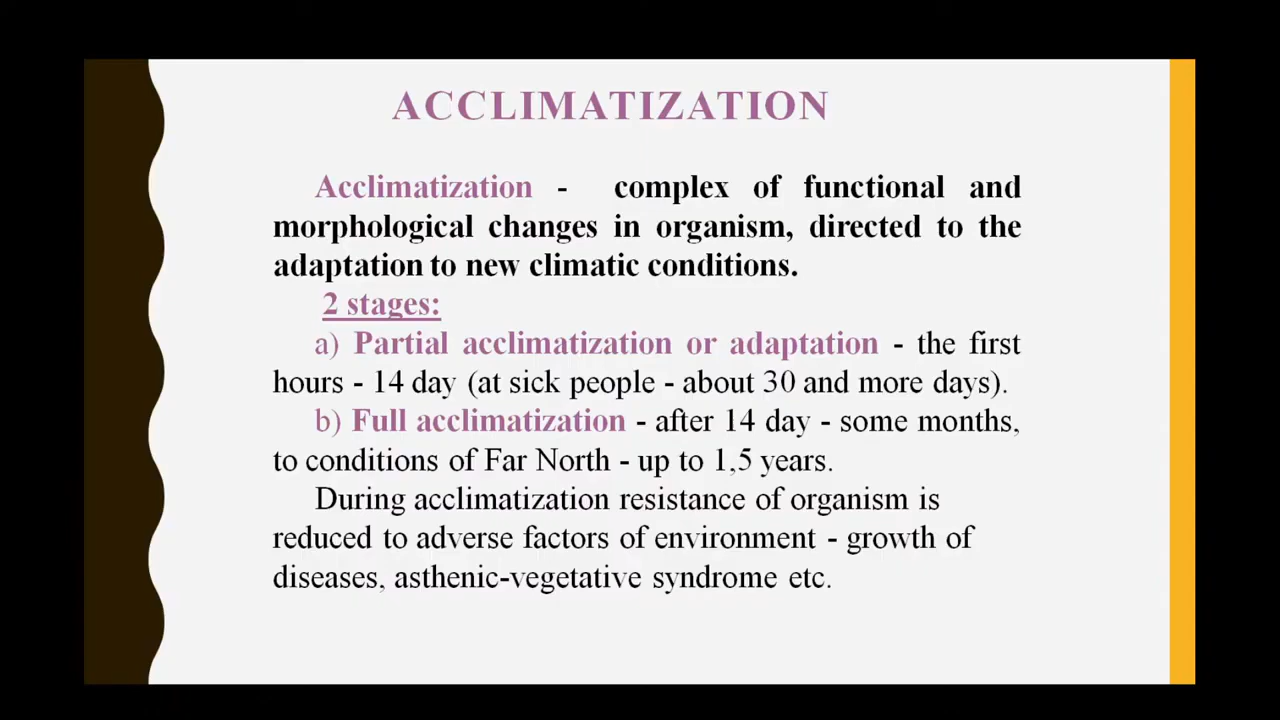 ACCLIMATIZATION
Acclimatization - complex of functional and
morphological changes in organism, directed to the
adaptation to new climatic conditions.
2 stages:
a) Partial acclimatization or adaptation - the first
hours - 14 day (at sick people - about 30 and more days).
b) Full acclimatization - after 14 day - some months,
to conditions of Far North - up to 1,5 years.
During acclimatization resistance of organism is
reduced to adverse factors of environment - growth of
diseases, asthenic-vegetative syndrome etc.